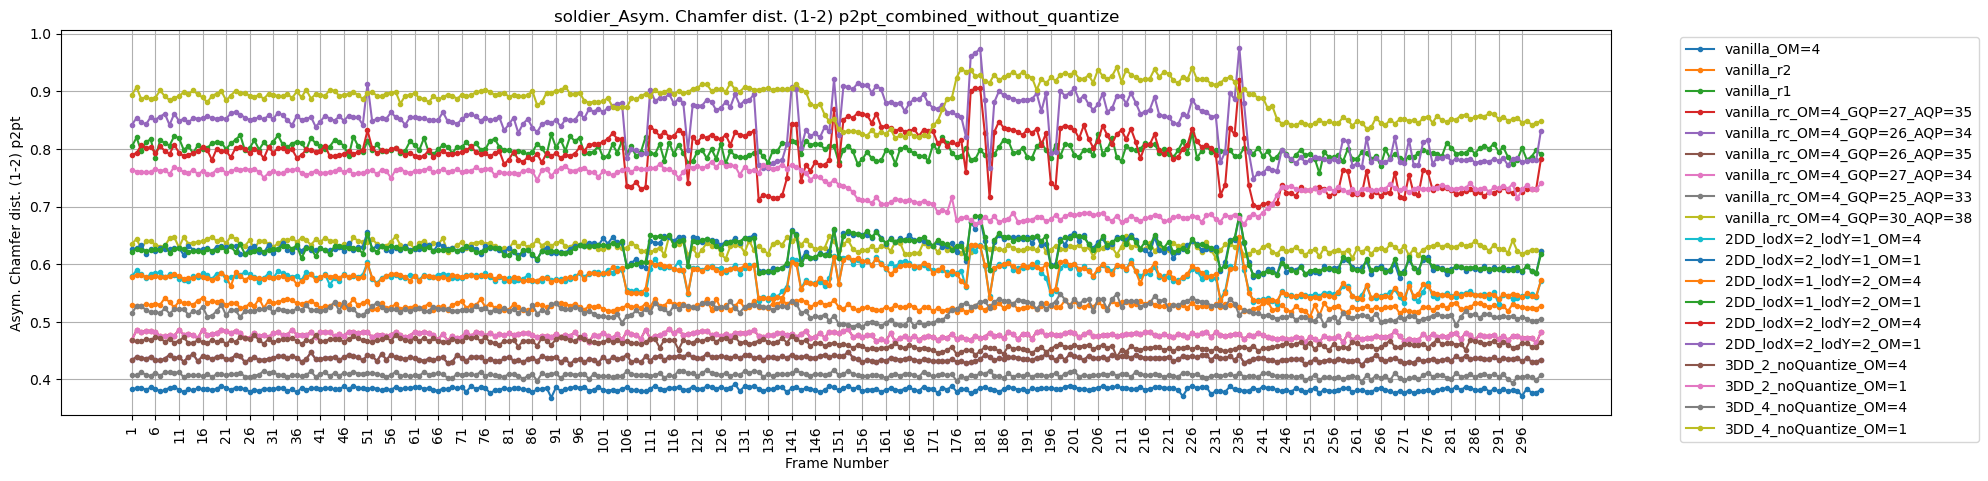 soldier_Asym. Chamfer dist. (1-2) p2pt_combined_without_quantize
Asym. Chamfer dist. (1-2) p2pt
1.0
0.9
0.8
0.7
0.6
0.5
0.4
1 6 11 16 21 26 31 36 41 46 51 56 61 66 71 76 81 86 91 96 101 106 111 116 121 126 131 136 141 146 151 156 161 166 171 176 181 186 191 196 201 206 211 216 221 226 231 236 241 246 251 256 261 266 271 276 281 286 291 296
Frame Number
vanilla_OM=4
vanilla_r2
vanilla_r1
vanilla_rc_OM=4_GQP=27_AQP=35
vanilla_rc_OM=4_GQP=26_AQP=34
vanilla_rc_OM=4_GQP=26_AQP=35
vanilla_rc_OM=4_GQP=27_AQP=34
vanilla_rc_OM=4_GQP=25_AQP=33
vanilla_rc_OM=4_GQP=30_AQP=38
2DD_lodX=2_lodY=1_OM=4
2DD_lodX=2_lodY=1_OM=1
2DD_lodX=1_lodY=2_OM=4
2DD_lodX=1_lodY=2_OM=1
2DD_lodX=2_lodY=2_OM=4
2DD_lodX=2_lodY=2_OM=1
3DD_2_noQuantize_OM=4
3DD_2_noQuantize_OM=1
3DD_4_noQuantize_OM=4
3DD_4_noQuantize_OM=1